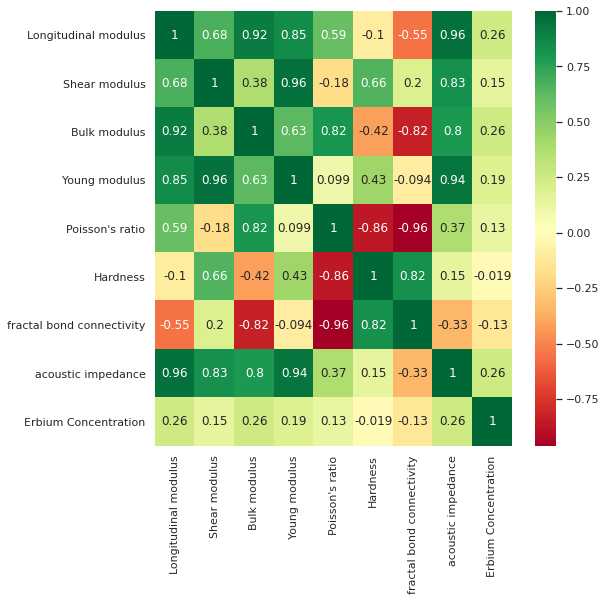 Longitudinal modulus 1 0.68 0.92 0.85 0.59 -0.1 -0.55 0.96 0.26
Shear modulus 0.68 1 0.38 0.96 -0.18 0.66 0.2 0.83 0.15
Bulk modulus 0.92 0.38 1 0.63 0.82 -0.42 -0.82 0.8 0.26
Young modulus 0.85 0.96 0.63 1 0.099 0.43 -0.094 0.94 0.19
Poisson's ratio 0.59 -0.18 0.82 0.099 1 -0.86 -0.96 0.37 0.13
Hardness -0.1 0.66 -0.42 0.43 -0.86 1 0.82 0.15 -0.019
fractal bond connectivity -0.55 0.2 -0.82 -0.094 -0.96 0.82 1 -0.33 -0.13
acoustic impedance 0.96 0.83 0.8 0.94 0.37 0.15 -0.33 1 0.26
Erbium Concentration 0.26 0.15 0.26 0.19 0.13 -0.019 -0.13 0.26 1
Longitudinal modulus
Shear modulus
Bulk modulus
Young modulus
Poisson's ratio
Hardness
fractal bond connectivity
acoustic impedance
Erbium Concentration
1.00
0.75
0.50
0.25
0.00
−0.25
−0.50
−0.75